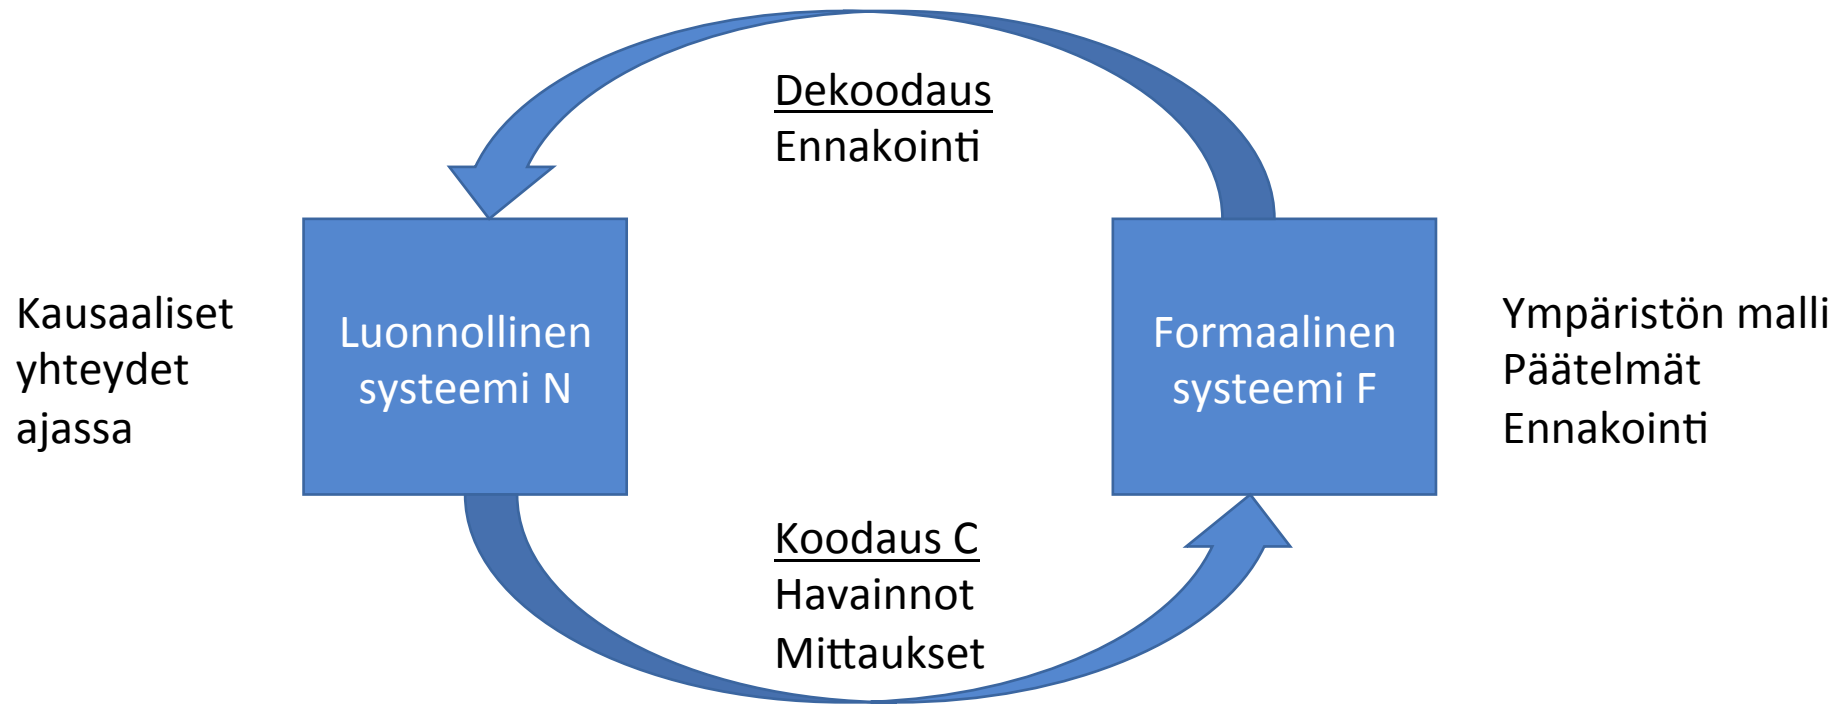 Dekoodaus
Ennakointi
Kausaaliset
yhteydet
ajassa
Luonnollinen
systeemi N
Formaalinen
systeemi F
Ympäristön malli
Päätelmät
Ennakointi
Koodaus C
Havainnot
Mittaukset